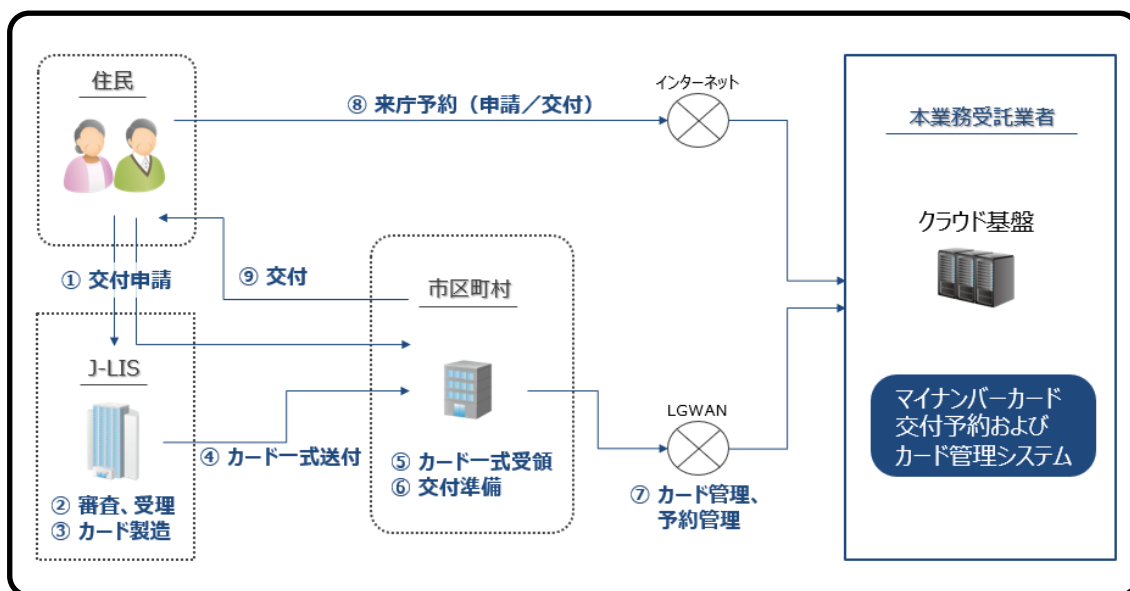 住民
⑧ 来庁予約（申請／交付）
インターネット
本業務受託業者
クラウド基盤
① 交付申請
⑨ 交付
市区町村
J-LIS
LGWAN
マイナンバーカード
交付予約および
カード管理システム
④ カード一式送付
⑤ カード一式受領
⑥ 交付準備
⑦ カード管理、
予約管理
② 審査、受理
③ カード製造